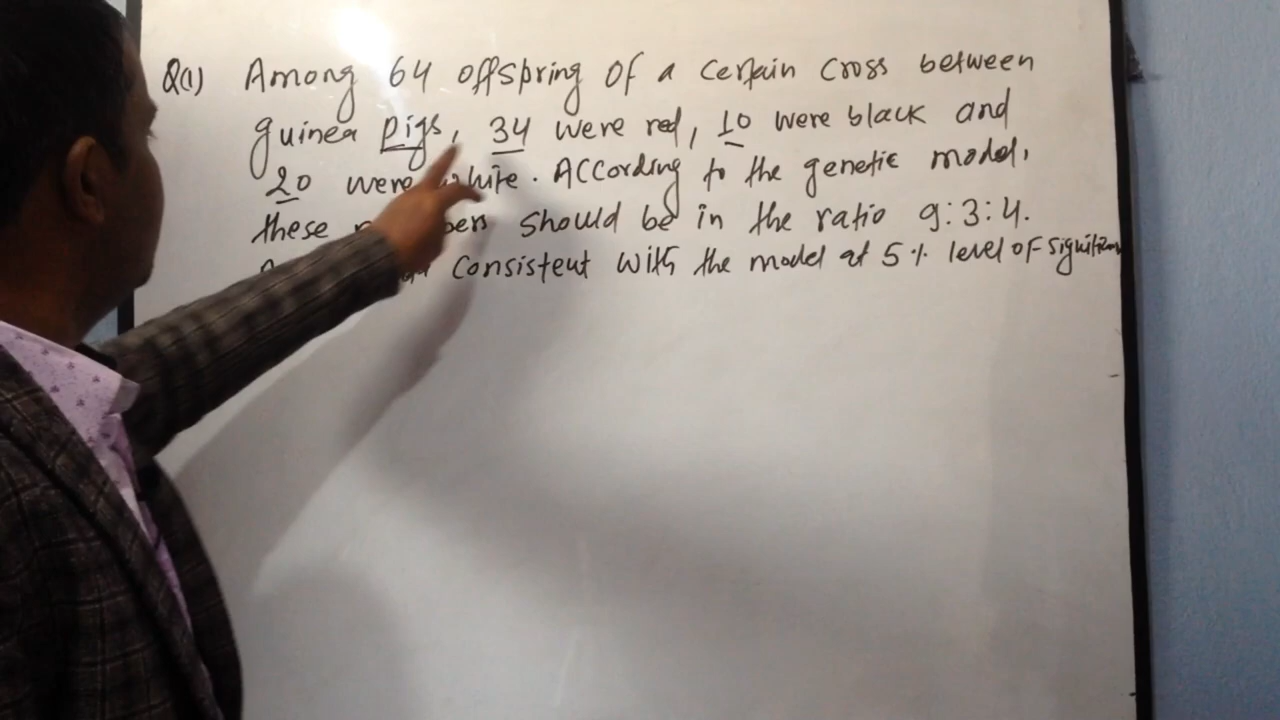 Q(1) Among 64 offspring of a certain cross between
guinea pigs, 34 were red, 10 were black and
20 were white. According to the genetic model,
these should be in the ratio 9:3:4.
consistent with the model at 5% level of